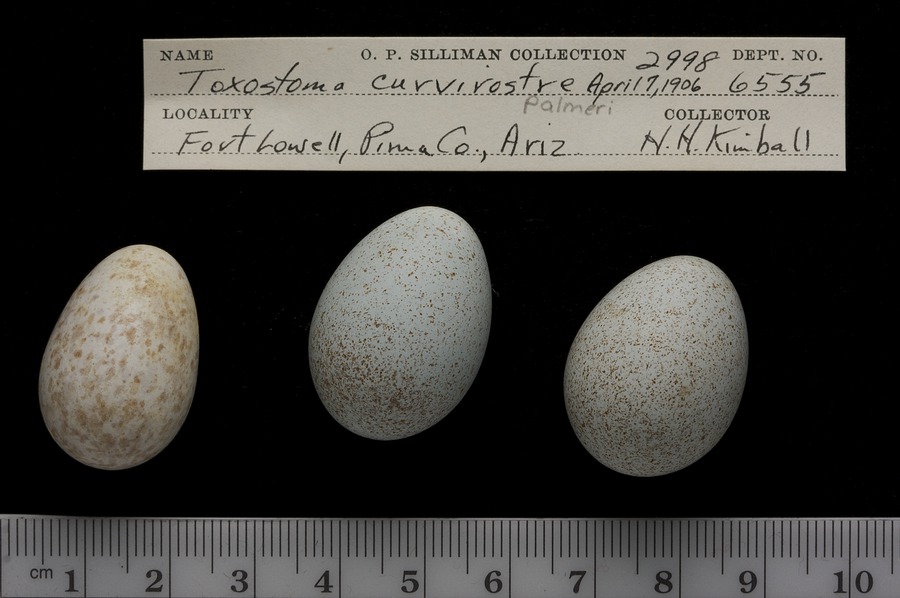 NAME O. P. SILLIMAN COLLECTION 2998 DEPT. NO.
Toxostoma curvirostre April 7, 1906 6555
Palmeri
LOCALITY COLLECTOR
Fort Lowell, Pima Co., Ariz H. H. Kimball
cm 1 2 3 4 5 6 7 8 9 10